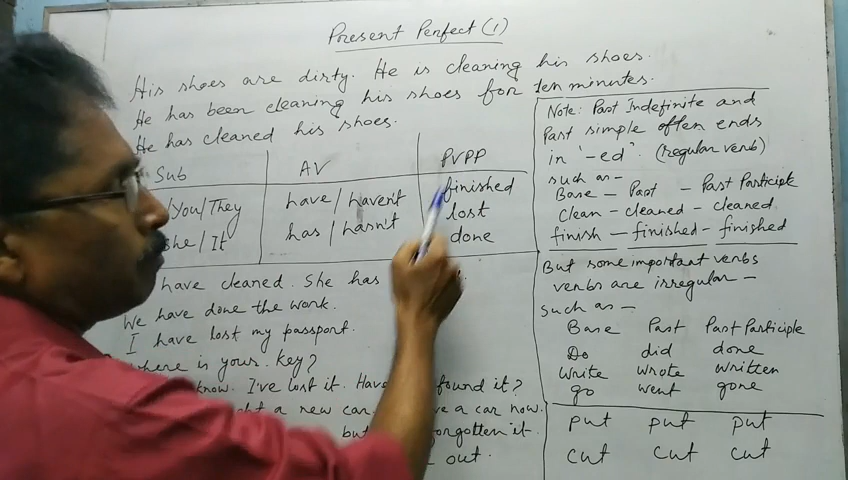 Present Perfect (1)
His shoes are dirty. He is cleaning his shoes.
He has been cleaning his shoes for ten minutes.
He has cleaned his shoes.
Sub AV PVPP
/You/They have/haven't finished
lost
she/It has/hasn't done
have cleaned. She has
We have done the work.
I have lost my passport.
where is your key?
know. I've lost it. Have found it?
a new car. a car now.
but forgotten it.
out.
Note: Past Indefinite and
Past simple often ends
in '-ed'. (regular verb)
such as -
Base - Past - Past Participle
clean - cleaned - cleaned
finish - finished - finished
But some important verbs
verbs are irregular -
such as -
Base Past Past Participle
Do did done
write wrote written
go went gone
put put put
cut cut cut